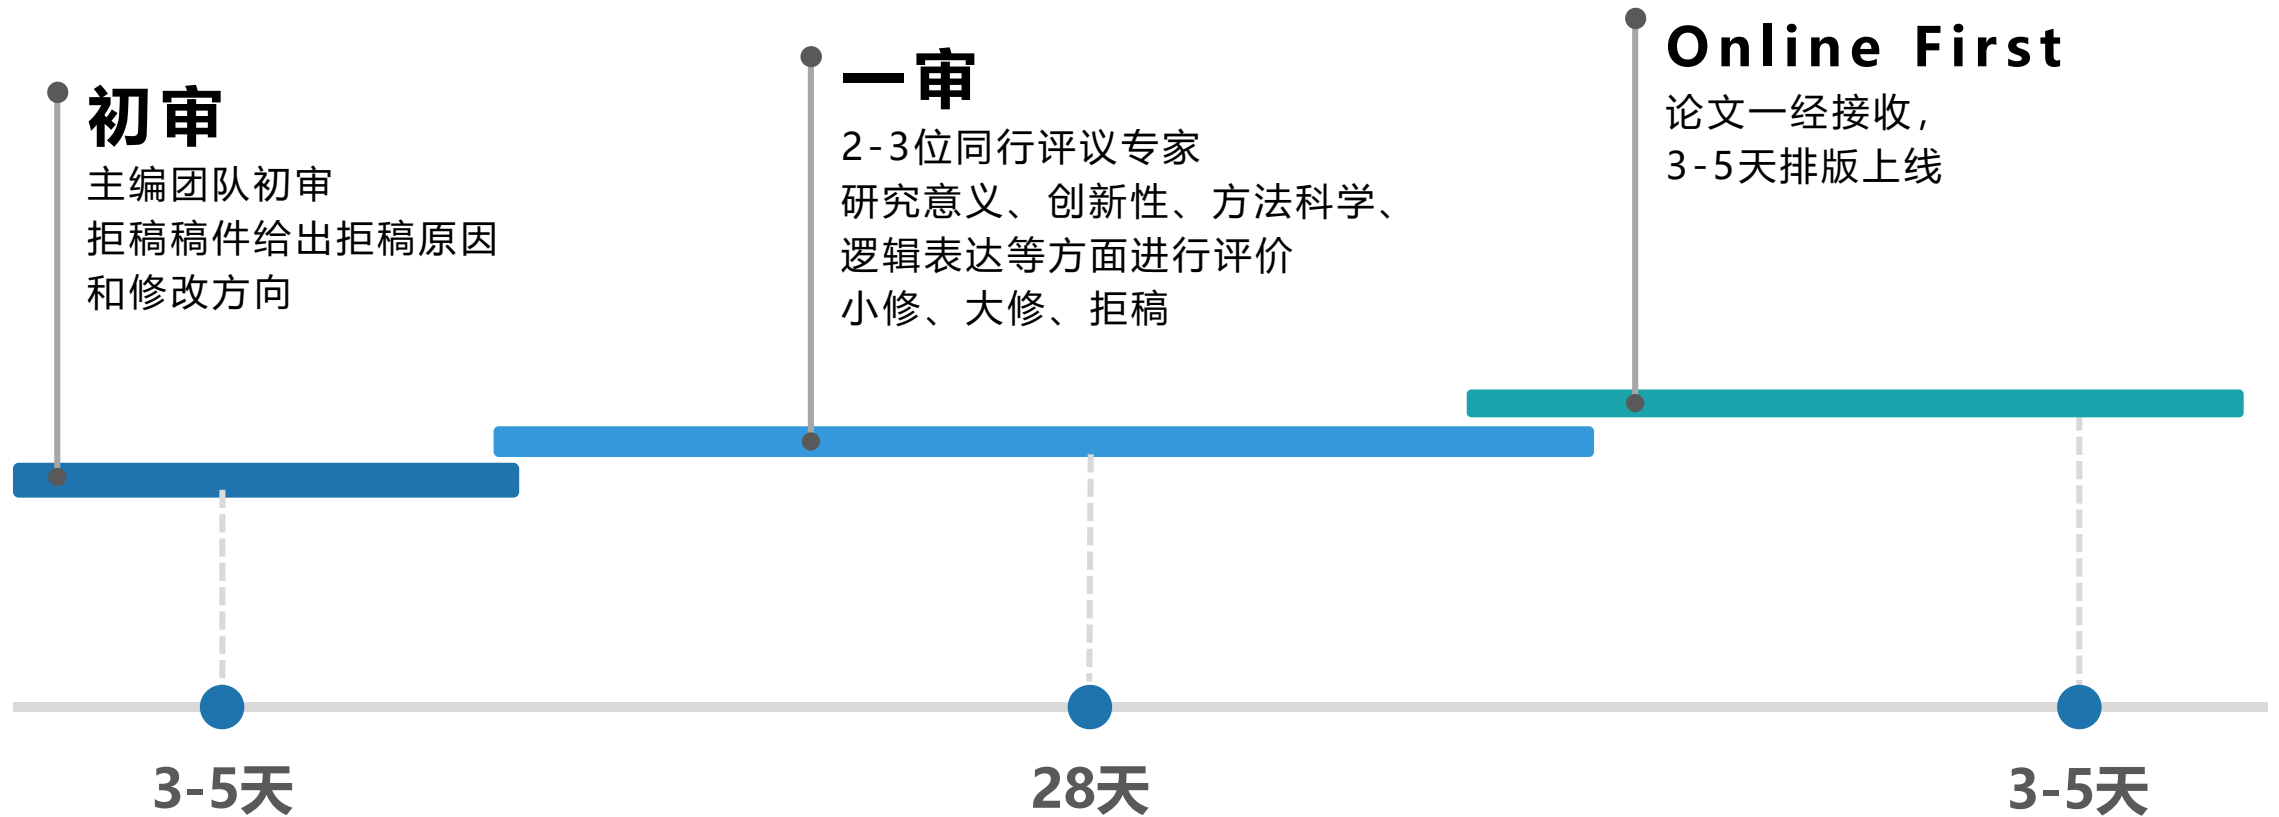 初审
主编团队初审
拒稿稿件给出拒稿原因
和修改方向
一审
2-3位同行评议专家
研究意义、创新性、方法科学、
逻辑表达等方面进行评价
小修、大修、拒稿
Online First
论文一经接收,
3-5天排版上线
3-5天
28天
3-5天